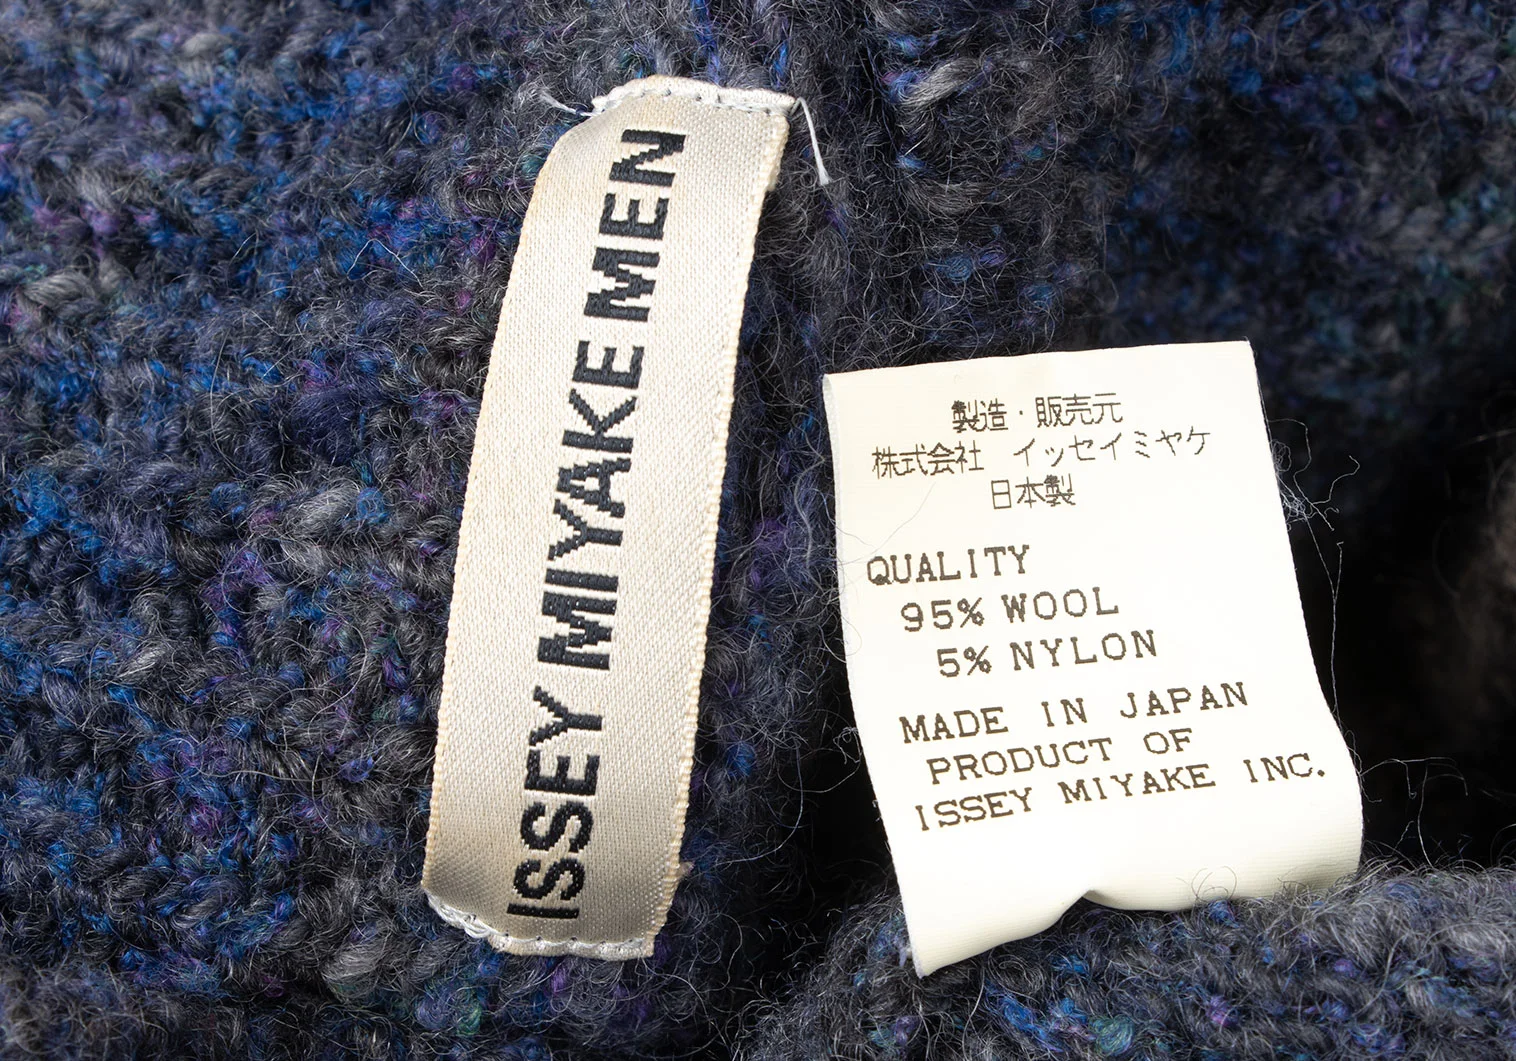 ISSEY MIYAKE MEN
製造・販売元
株式会社 イッセイミヤケ
日本製
QUALITY
95% WOOL
5% NYLON
MADE IN JAPAN
PRODUCT OF
ISSEY MIYAKE INC.